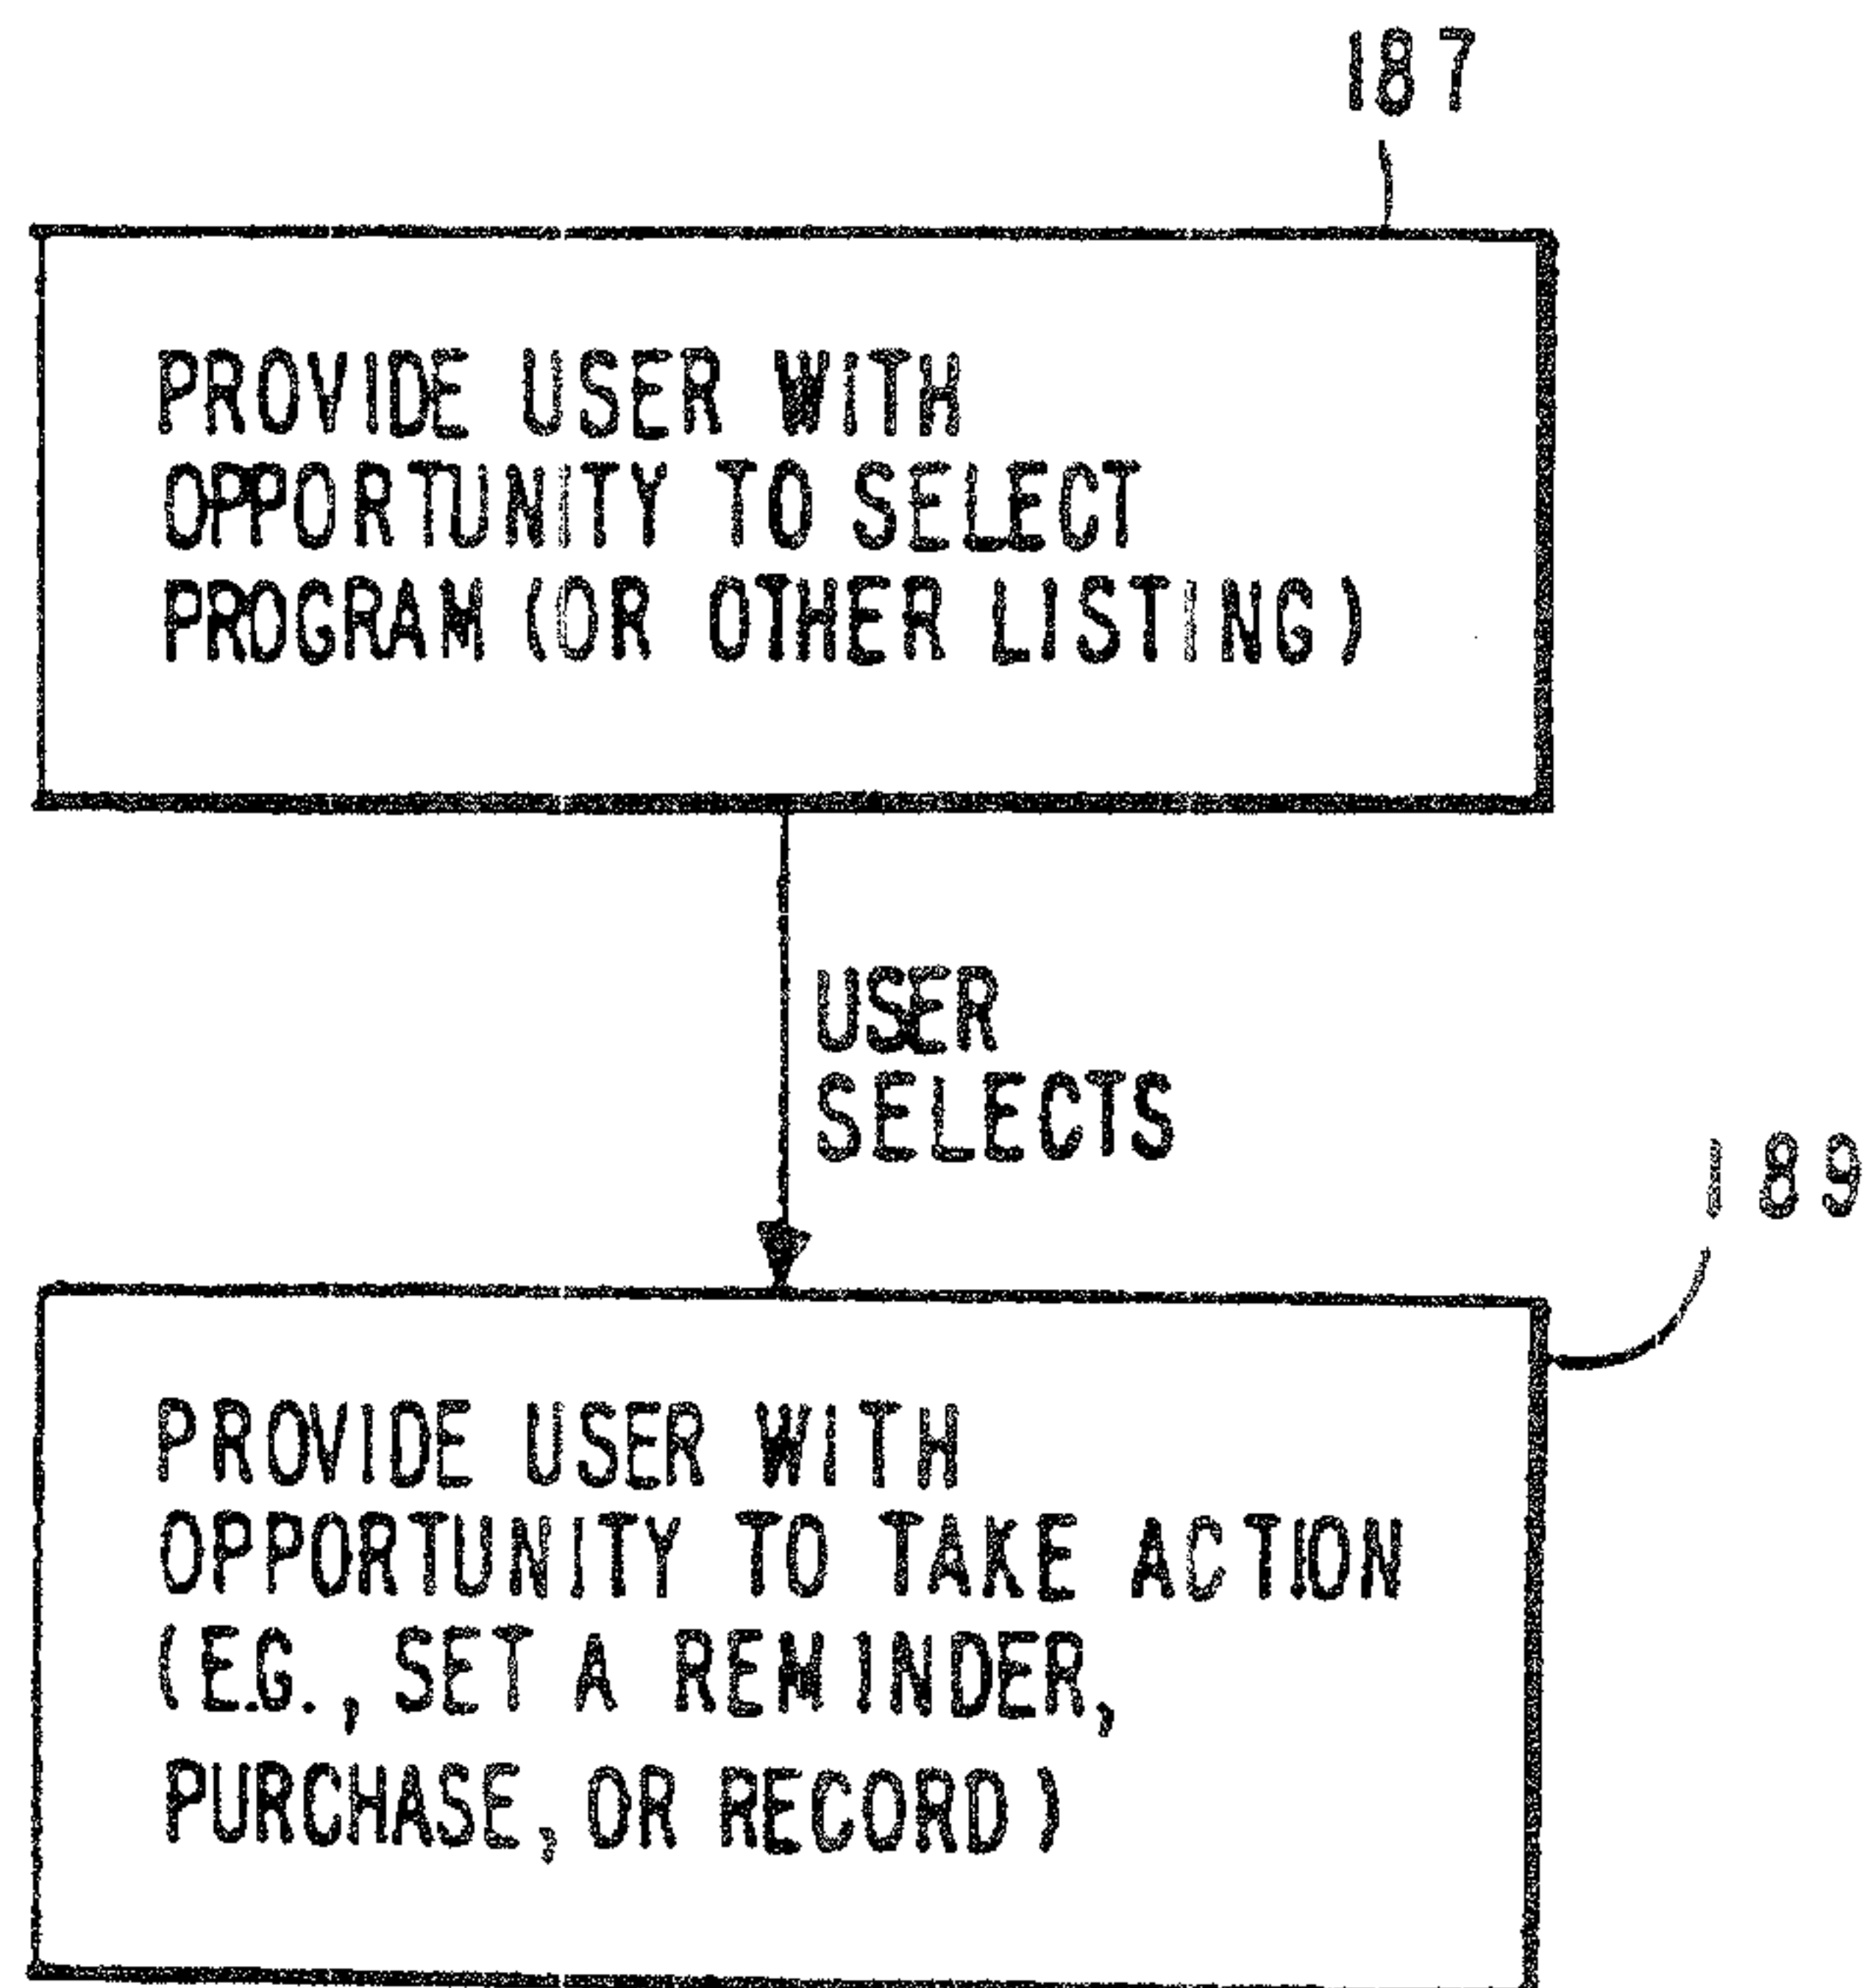 187
PROVIDE USER WITH
OPPORTUNITY TO SELECT
PROGRAM (OR OTHER LISTING)
USER
SELECTS
189
PROVIDE USER WITH
OPPORTUNITY TO TAKE ACTION
(E.G., SET A REMINDER,
PURCHASE, OR RECORD)